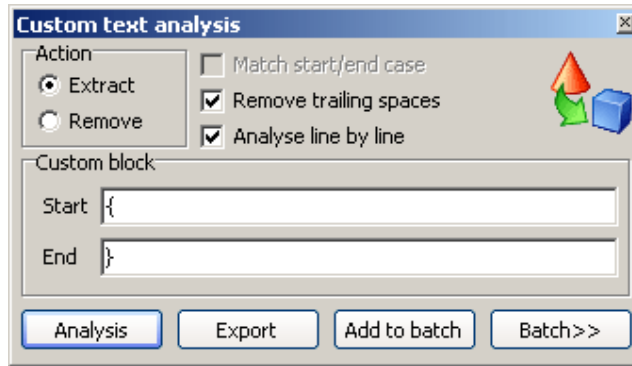 Custom text analysis
Action
Extract
Remove
Match start/end case
Remove trailing spaces
Analyse line by line
Custom block
Start {
End }
Analysis Export Add to batch Batch>>